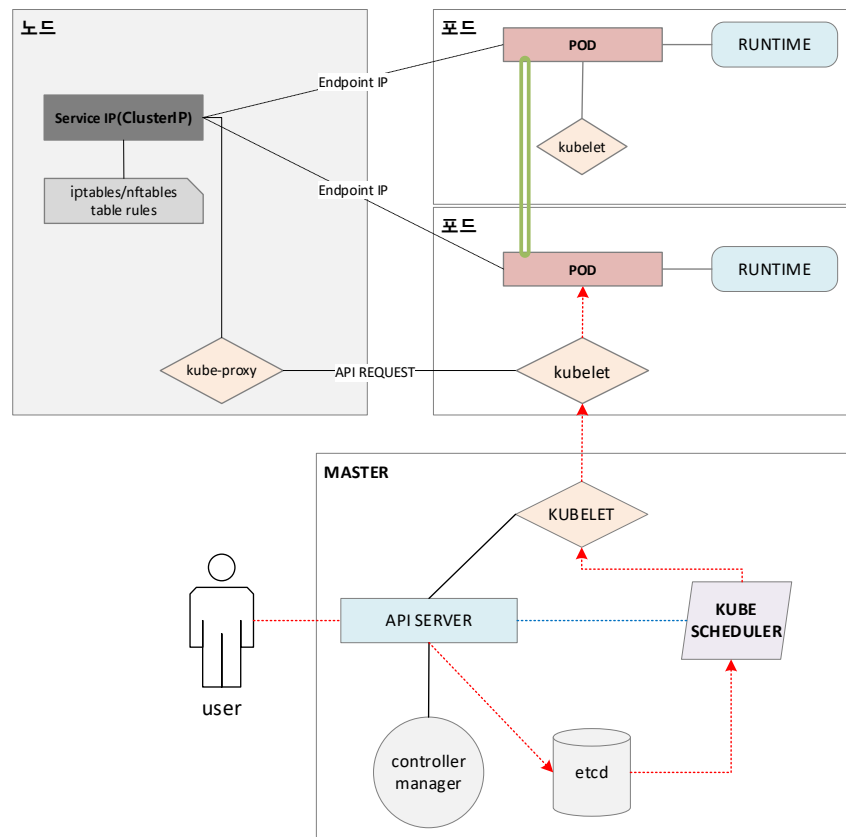 노드
Service IP(ClusterIP)
iptables/nftables
table rules
kube-proxy
Endpoint IP
Endpoint IP
API REQUEST
포드
POD
RUNTIME
kubelet
포드
POD
RUNTIME
kubelet
MASTER
KUBELET
API SERVER
KUBE
SCHEDULER
controller
manager
etcd
user